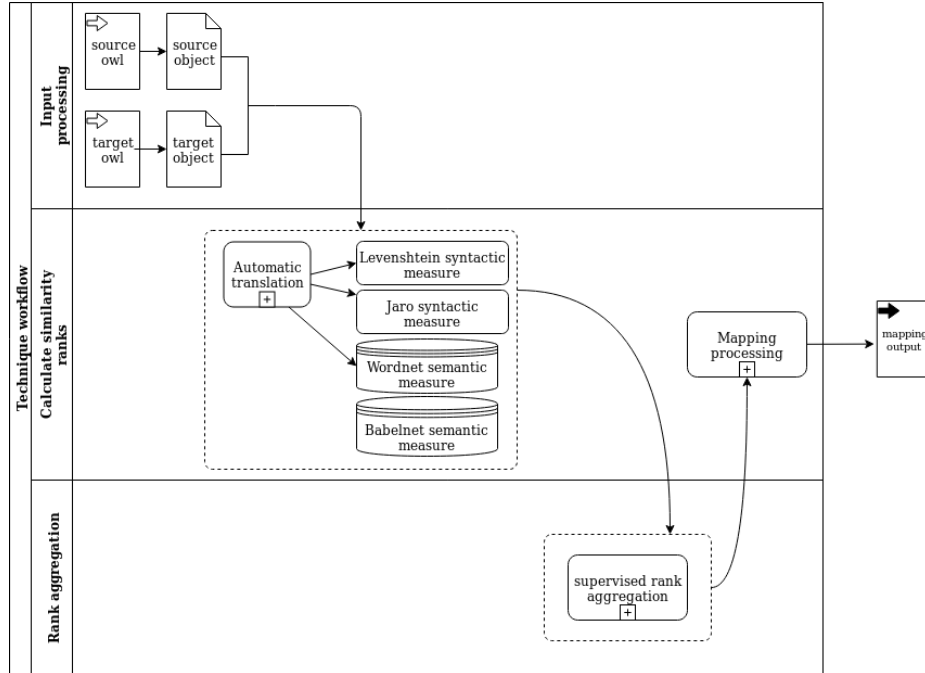 Technique workflow
Input
processing
source
owl
source
object
target
owl
target
object
Calculate similarity
ranks
Automatic
translation
+
Levenshtein syntactic
measure
Jaro syntactic
measure
Wordnet semantic
measure
Babelnet semantic
measure
Mapping
processing
+
mapping
output
Rank aggregation
supervised rank
aggregation
+